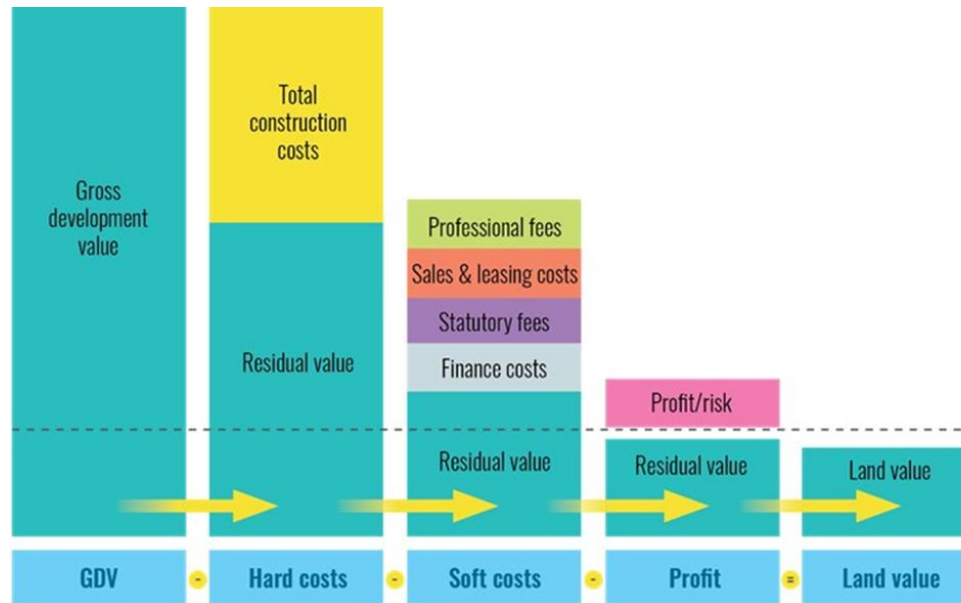 Gross
development
value
Total
construction
costs
Residual value
Professional fees
Sales & leasing costs
Statutory fees
Finance costs
Residual value
Profit/risk
Residual value
Land value
GDV - Hard costs - Soft costs - Profit = Land value